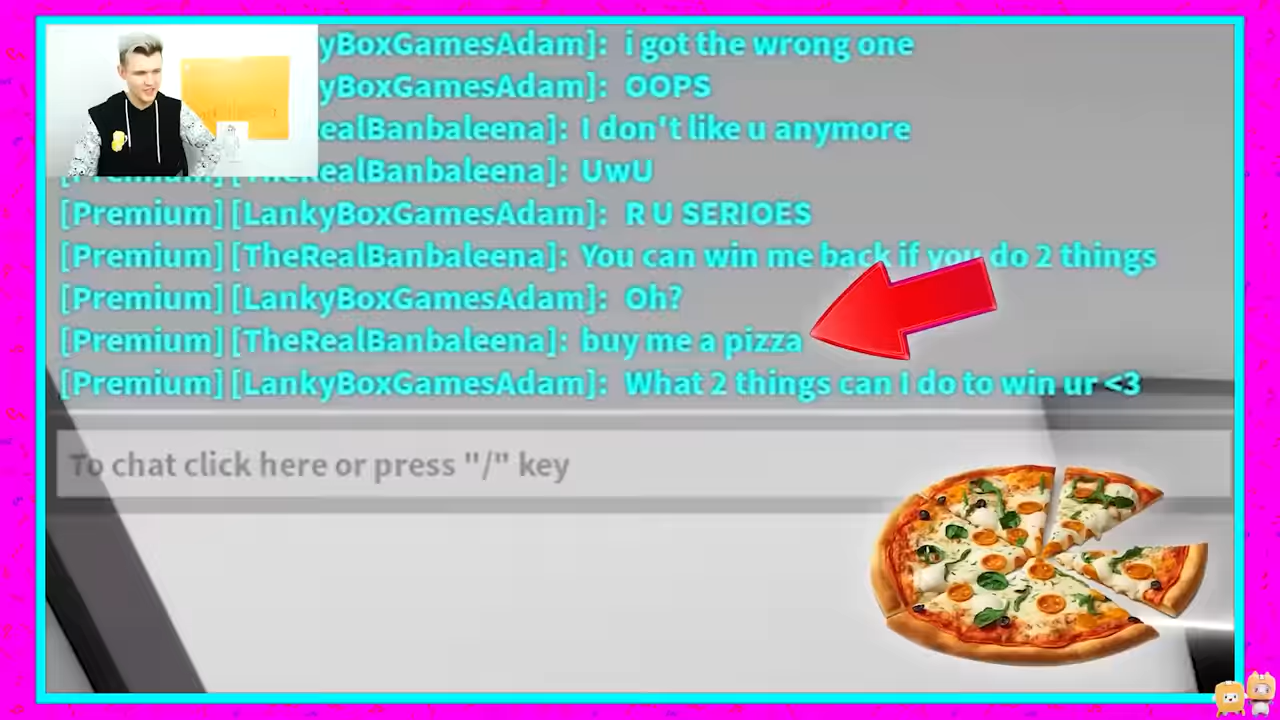 yBoxGamesAdam]: i got the wrong one
yBoxGamesAdam]: OOPS
RealBanbaleena]: I don't like u anymore
RealBanbaleena]: UwU
[Premium] [LankyBoxGamesAdam]: R U SERIOES
[Premium] [TheRealBanbaleena]: You can win me back if you do 2 things
[Premium] [LankyBoxGamesAdam]: Oh?
[Premium] [TheRealBanbaleena]: buy me a pizza
[Premium] [LankyBoxGamesAdam]: What 2 things can I do to win ur <3
To chat click here or press "/" key